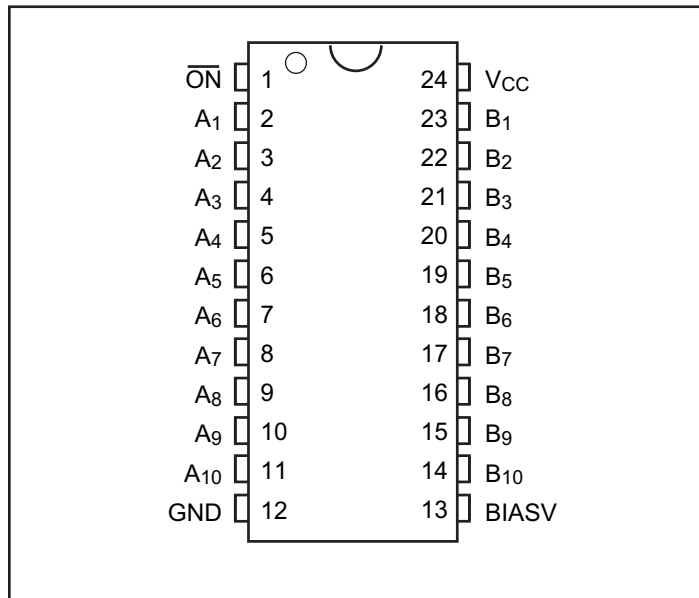 O̅N̅ 1 24 VCC
A1 2 23 B1
A2 3 22 B2
A3 4 21 B3
A4 5 20 B4
A5 6 19 B5
A6 7 18 B6
A7 8 17 B7
A8 9 16 B8
A9 10 15 B9
A10 11 14 B10
GND 12 13 BIASV